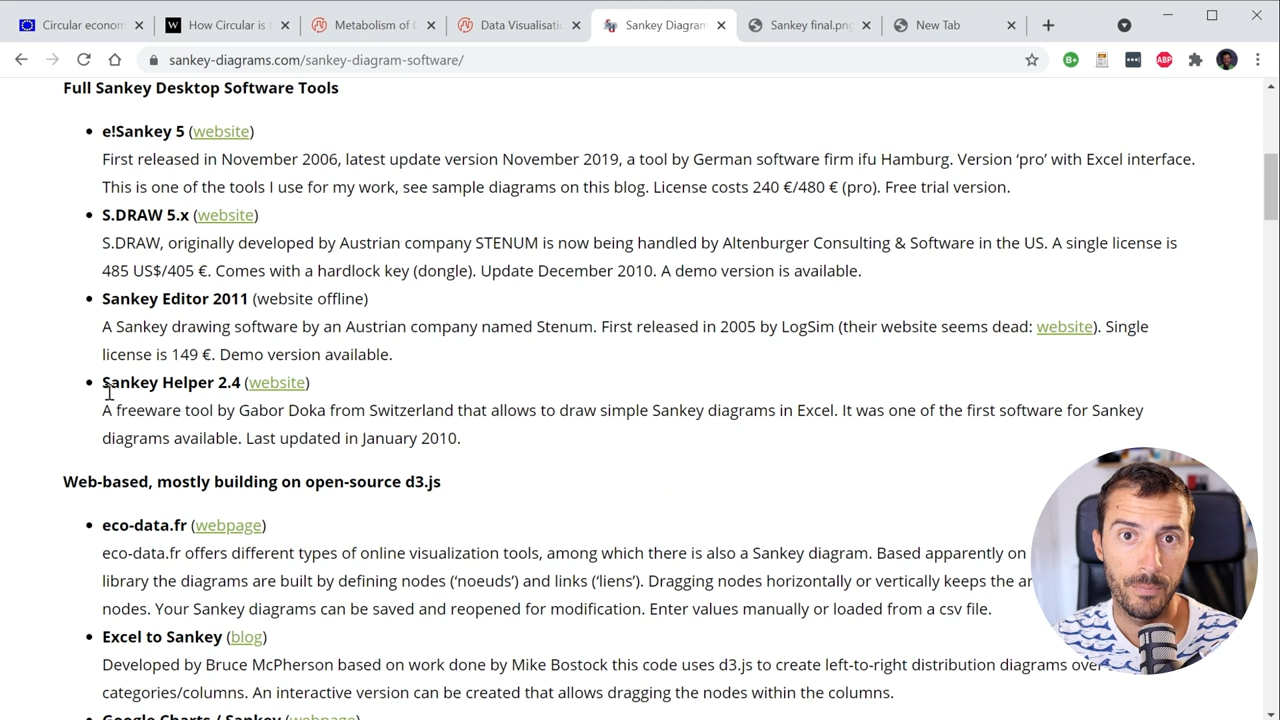 Circular econom
How Circular is
Metabolism of C
Data Visualisatio
Sankey Diagram
Sankey final.png
New Tab
sankey-diagrams.com/sankey-diagram-software/
Full Sankey Desktop Software Tools
• e!Sankey 5 (website)
First released in November 2006, latest update version November 2019, a tool by German software firm ifu Hamburg. Version ‘pro’ with Excel interface.
This is one of the tools I use for my work, see sample diagrams on this blog. License costs 240 €/480 € (pro). Free trial version.
• S.DRAW 5.x (website)
S.DRAW, originally developed by Austrian company STENUM is now being handled by Altenburger Consulting & Software in the US. A single license is
485 US$/405 €. Comes with a hardlock key (dongle). Update December 2010. A demo version is available.
• Sankey Editor 2011 (website offline)
A Sankey drawing software by an Austrian company named Stenum. First released in 2005 by LogSim (their website seems dead: website). Single
license is 149 €. Demo version available.
• Sankey Helper 2.4 (website)
A freeware tool by Gabor Doka from Switzerland that allows to draw simple Sankey diagrams in Excel. It was one of the first software for Sankey
diagrams available. Last updated in January 2010.
Web-based, mostly building on open-source d3.js
• eco-data.fr (webpage)
eco-data.fr offers different types of online visualization tools, among which there is also a Sankey diagram. Based apparently on
library the diagrams are built by defining nodes (‘noeuds’) and links (‘liens’). Dragging nodes horizontally or vertically keeps the ar
nodes. Your Sankey diagrams can be saved and reopened for modification. Enter values manually or loaded from a csv file.
• Excel to Sankey (blog)
Developed by Bruce McPherson based on work done by Mike Bostock this code uses d3.js to create left-to-right distribution diagrams over
categories/columns. An interactive version can be created that allows dragging the nodes within the columns.
Google Charts / Sankey (webpage)